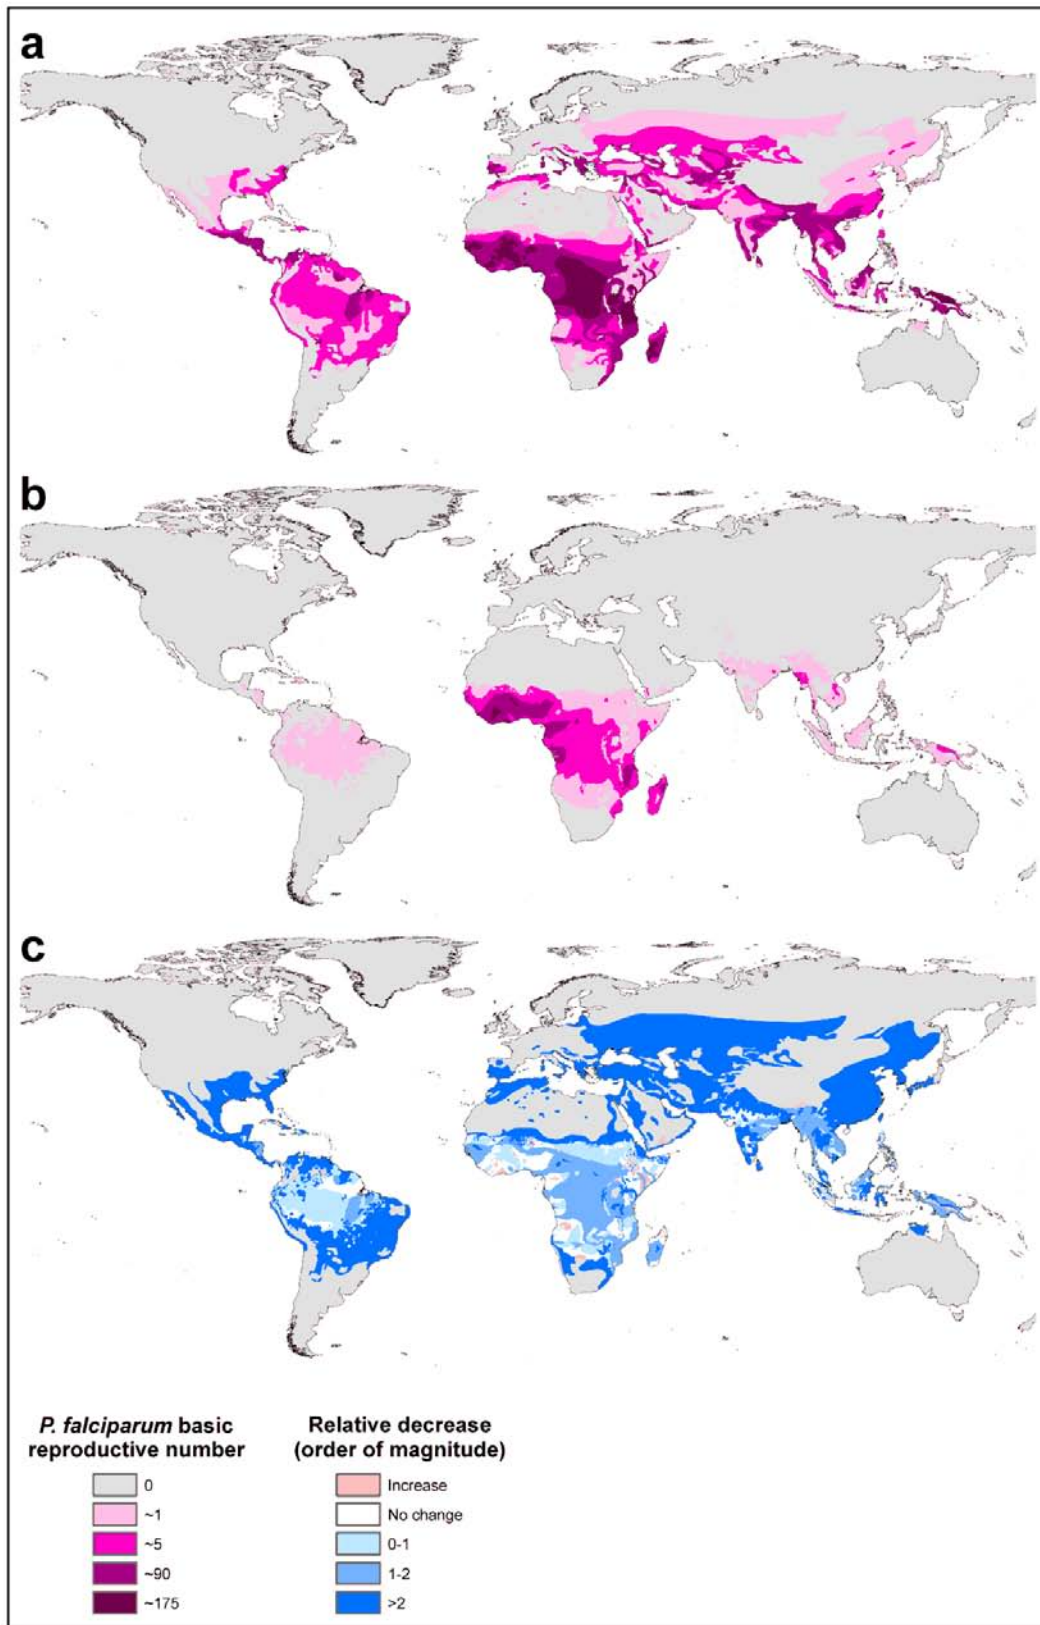 a
b
c
P. falciparum basic
reproductive number
0
~1
~5
~90
~175
Relative decrease
(order of magnitude)
Increase
No change
0-1
1-2
>2